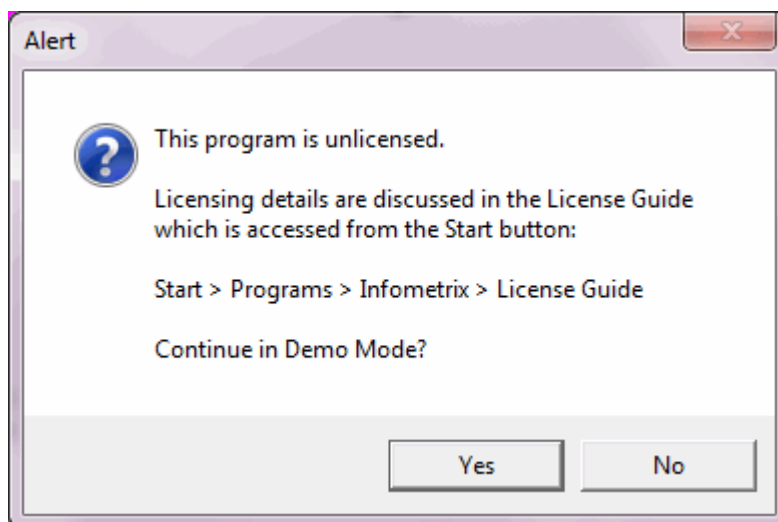 Alert
This program is unlicensed.
Licensing details are discussed in the License Guide
which is accessed from the Start button:
Start > Programs > Infometrix > License Guide
Continue in Demo Mode?
Yes
No